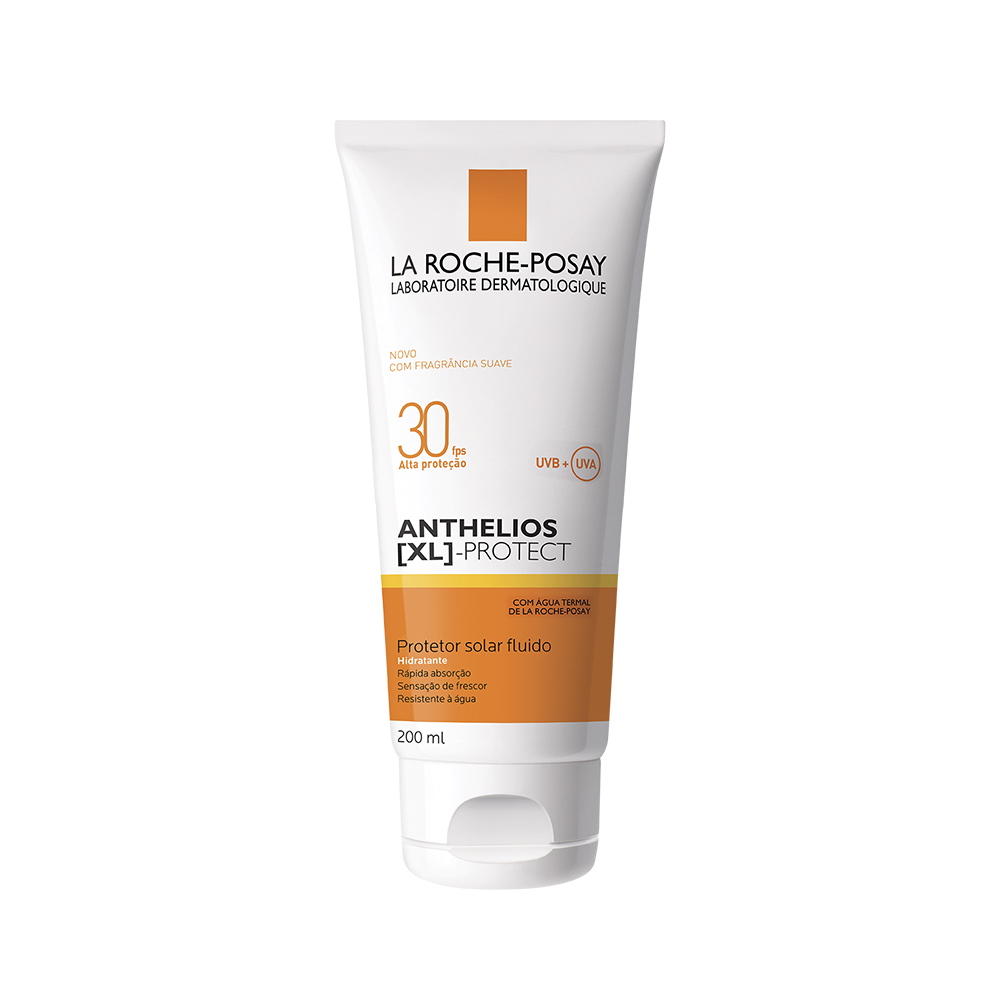 LA ROCHE-POSAY
LABORATOIRE DERMATOLOGIQUE
NOVO
COM FRAGRÂNCIA SUAVE
30 fps
Alta proteção
UVB + UVA
ANTHELIOS
[XL]-PROTECT
COM ÁGUA TERMAL
DE LA ROCHE-POSAY
Protetor solar fluido
Hidratante
Rápida absorção
Sensação de frescor
Resistente à água
200 ml